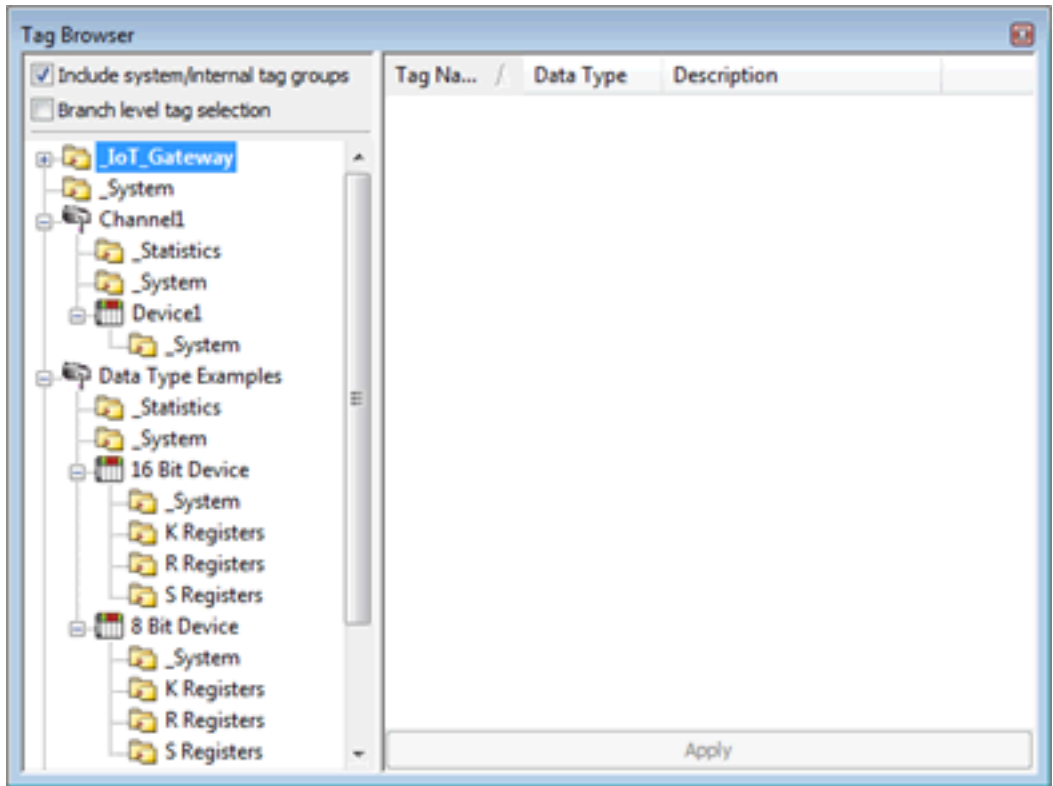 Tag Browser
Include system/internal tag groups
Branch level tag selection
_IoT_Gateway
_System
Channel1
_Statistics
_System
Device1
_System
Data Type Examples
_Statistics
_System
16 Bit Device
_System
K Registers
R Registers
S Registers
8 Bit Device
_System
K Registers
R Registers
S Registers
Tag Na... Data Type Description
Apply